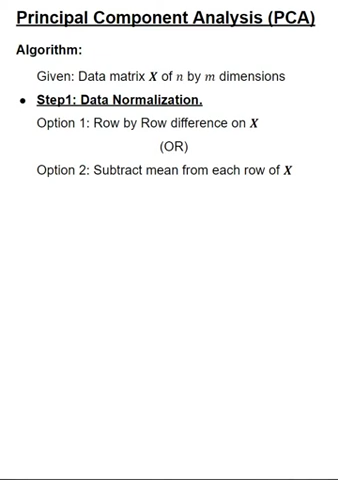 Principal Component Analysis (PCA)
Algorithm:
Given: Data matrix X of n by m dimensions
• Step1: Data Normalization.
Option 1: Row by Row difference on X
(OR)
Option 2: Subtract mean from each row of X